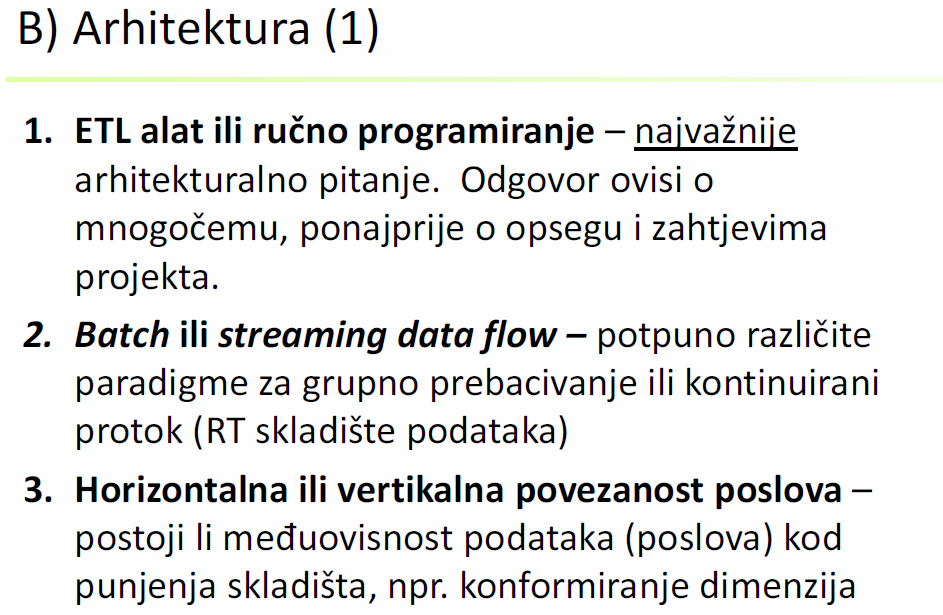 B) Arhitektura (1)
1. ETL alat ili ručno programiranje – najvažnije
arhitekturalno pitanje.  Odgovor ovisi o
mnogočemu, ponajprije o opsegu i zahtjevima
projekta.
2. Batch ili streaming data flow – potpuno različite
paradigme za grupno prebacivanje ili kontinuirani
protok (RT skladište podataka)
3. Horizontalna ili vertikalna povezanost poslova –
postoji li međuovisnost podataka (poslova) kod
punjenja skladišta, npr. konformiranje dimenzija